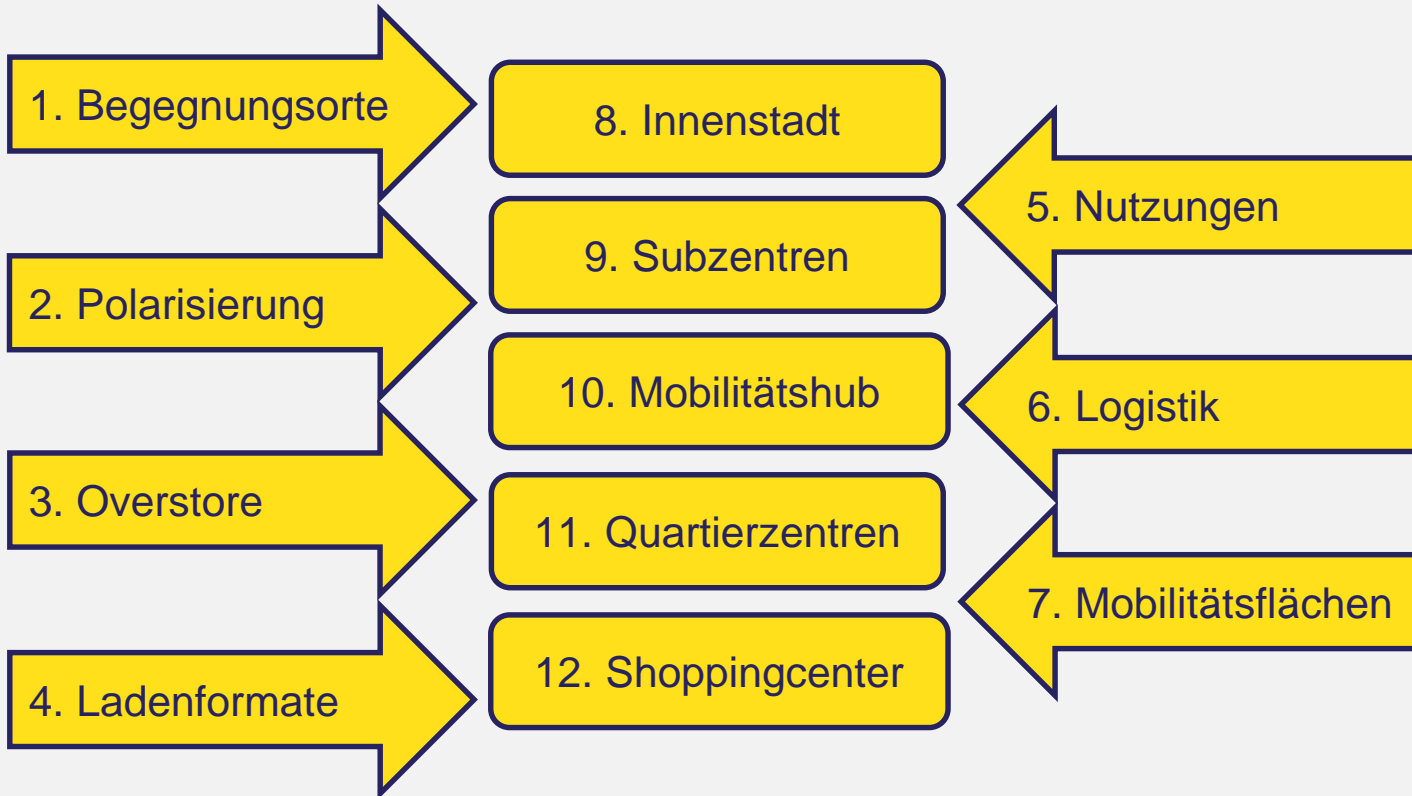 1. Begegnungsorte
2. Polarisierung
3. Overstore
4. Ladenformate
8. Innenstadt
9. Subzentren
10. Mobilitätshub
11. Quartierzentren
12. Shoppingcenter
5. Nutzungen
6. Logistik
7. Mobilitätsflächen